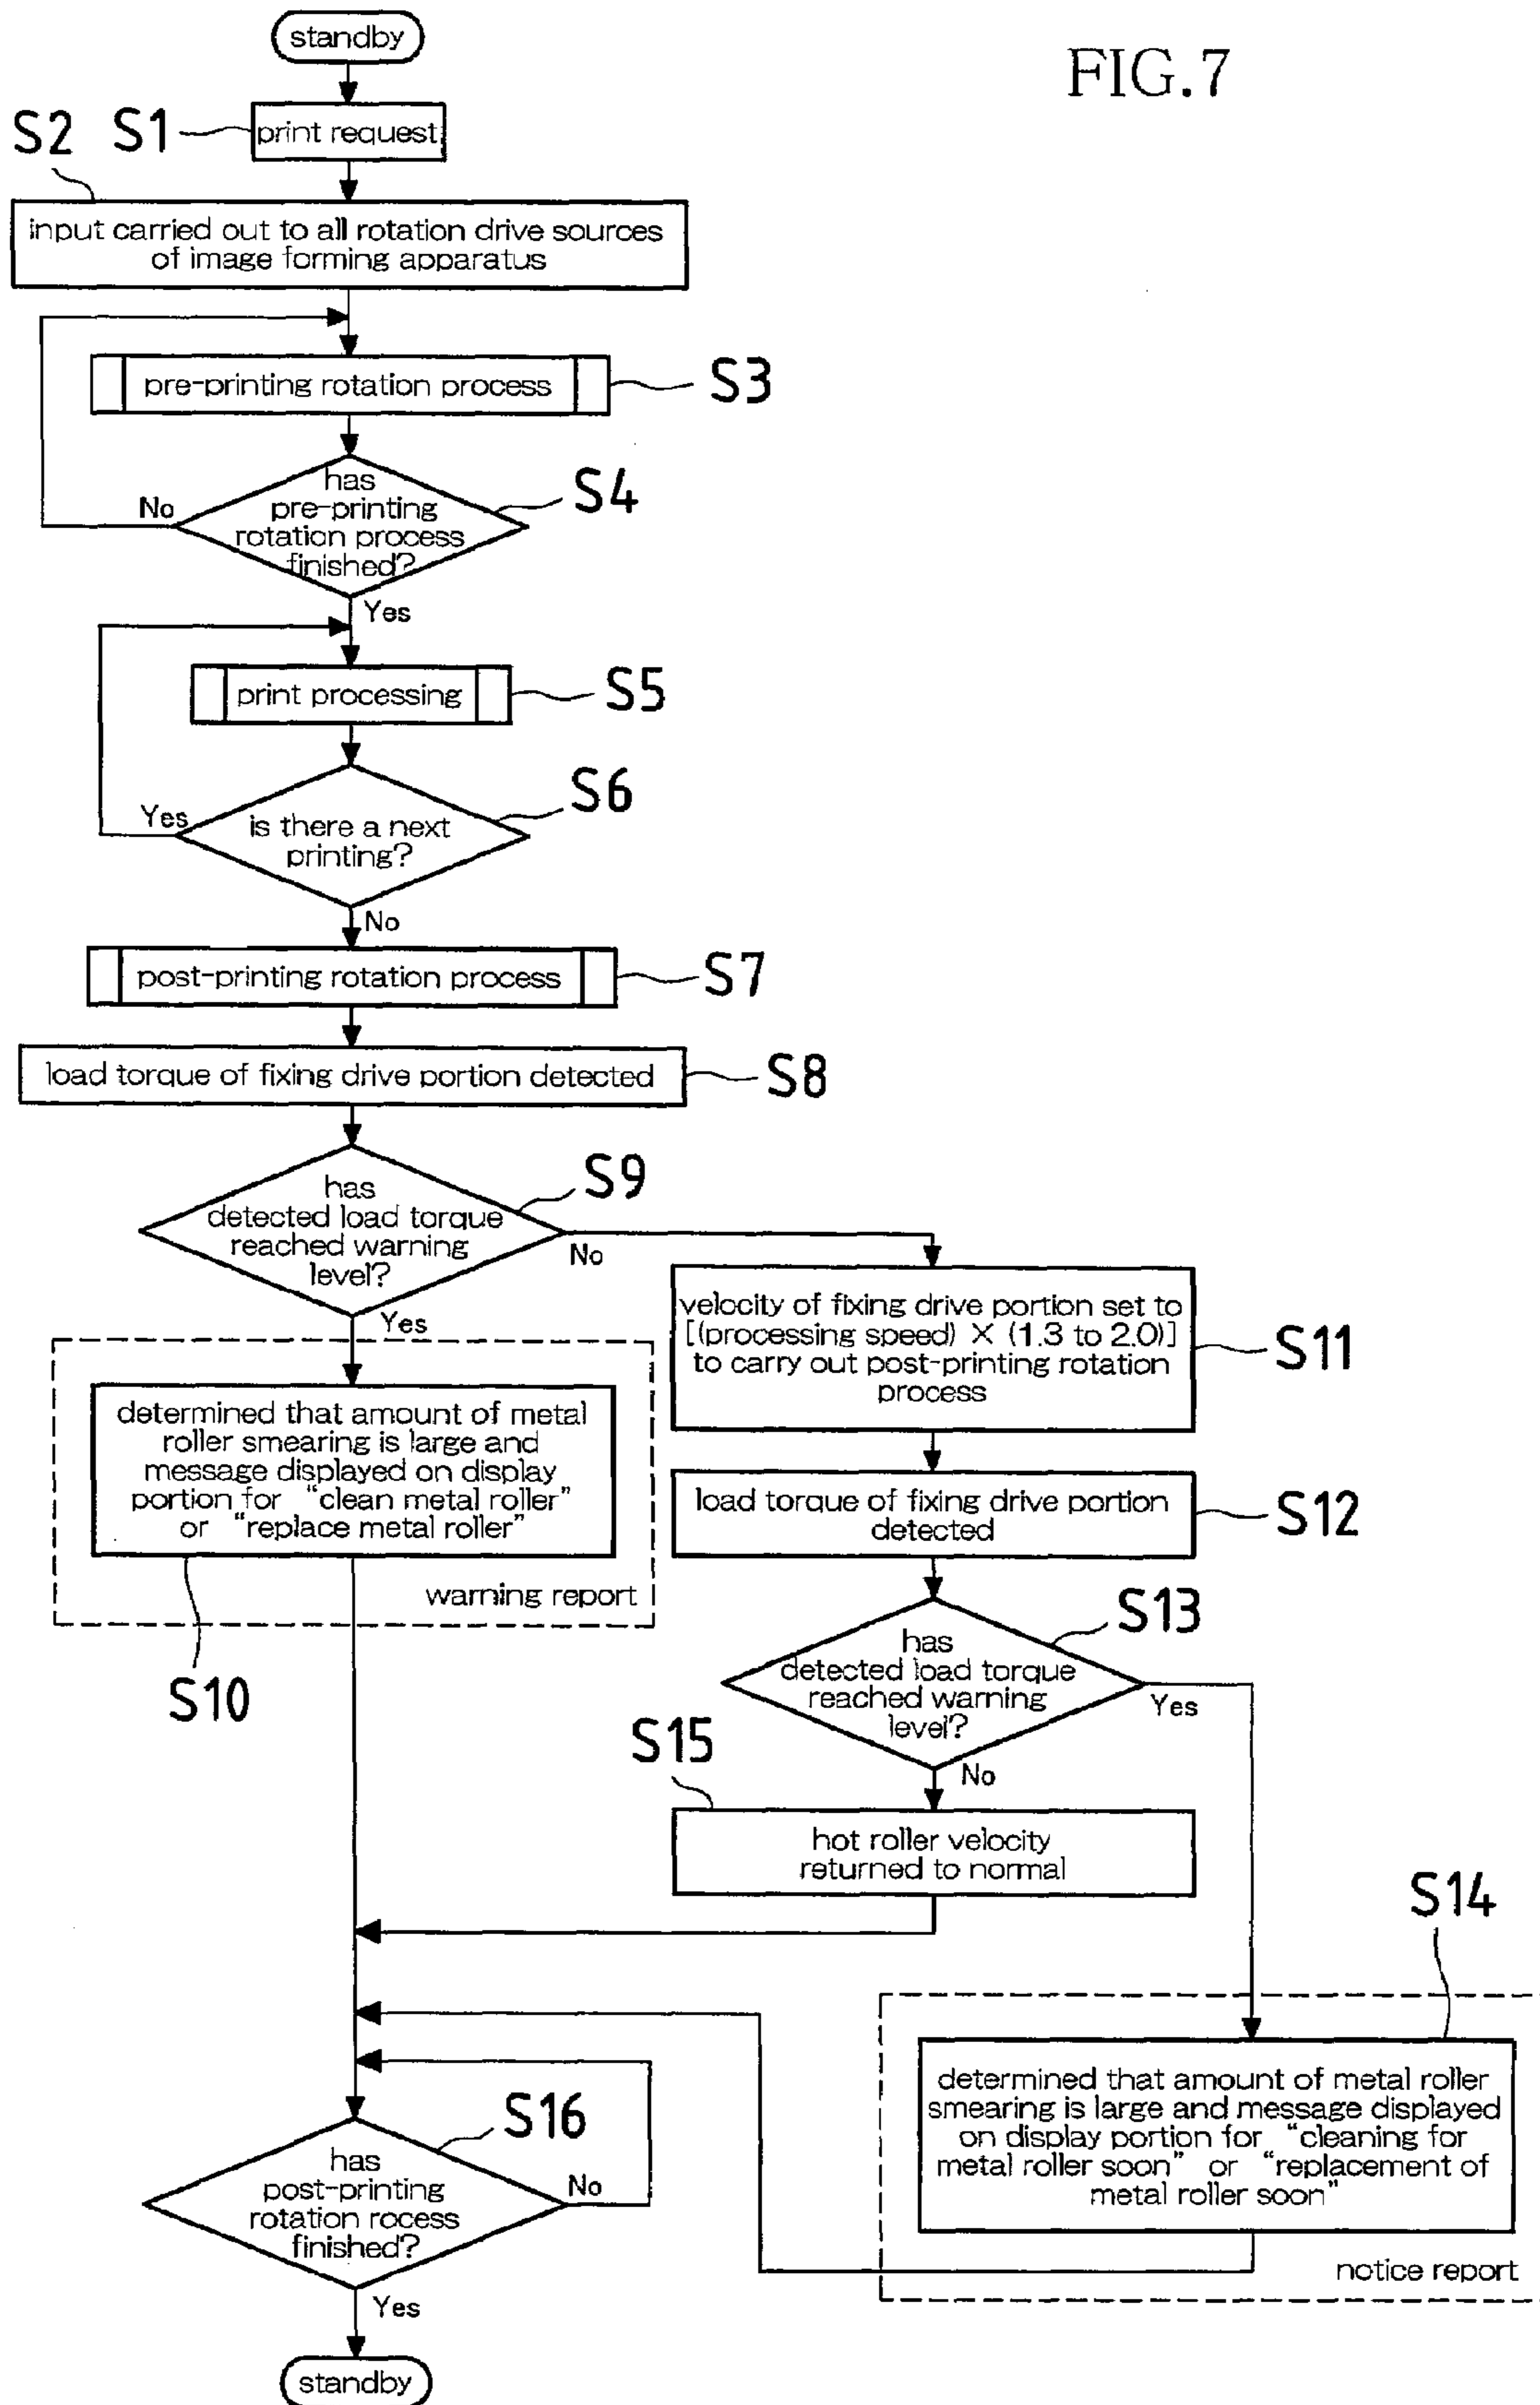 FIG.7
standby
S1
print request
S2
input carried out to all rotation drive sources
of image forming apparatus
pre-printing rotation process
S3
has
pre-printing
rotation process
finished?
S4
No
Yes
print processing
S5
is there a next
printing?
S6
Yes
No
post-printing rotation process
S7
load torque of fixing drive portion detected
S8
has
detected load torque
reached warning
level?
S9
No
Yes
determined that amount of metal
roller smearing is large and
message displayed on display
portion for "clean metal roller"
or "replace metal roller"
warning report
S10
velocity of fixing drive portion set to
[(processing speed) X (1.3 to 2.0)]
to carry out post-printing rotation
process
S11
load torque of fixing drive portion
detected
S12
has
detected load torque
reached warning
level?
S13
Yes
No
S15
hot roller velocity
returned to normal
S14
determined that amount of metal roller
smearing is large and message displayed
on display portion for "cleaning for
metal roller soon" or "replacement of
metal roller soon"
notice report
has
post-printing
rotation rocess
finished?
S16
No
Yes
standby